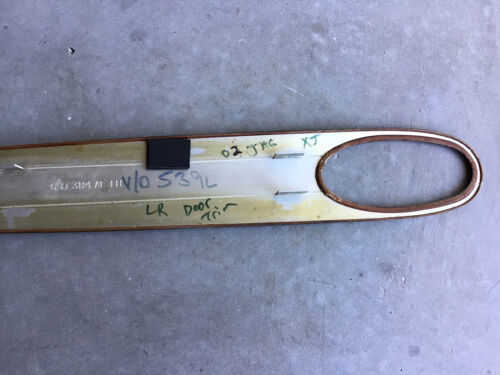 02 JAG XJ
V/O 539L
LR Door
Trim